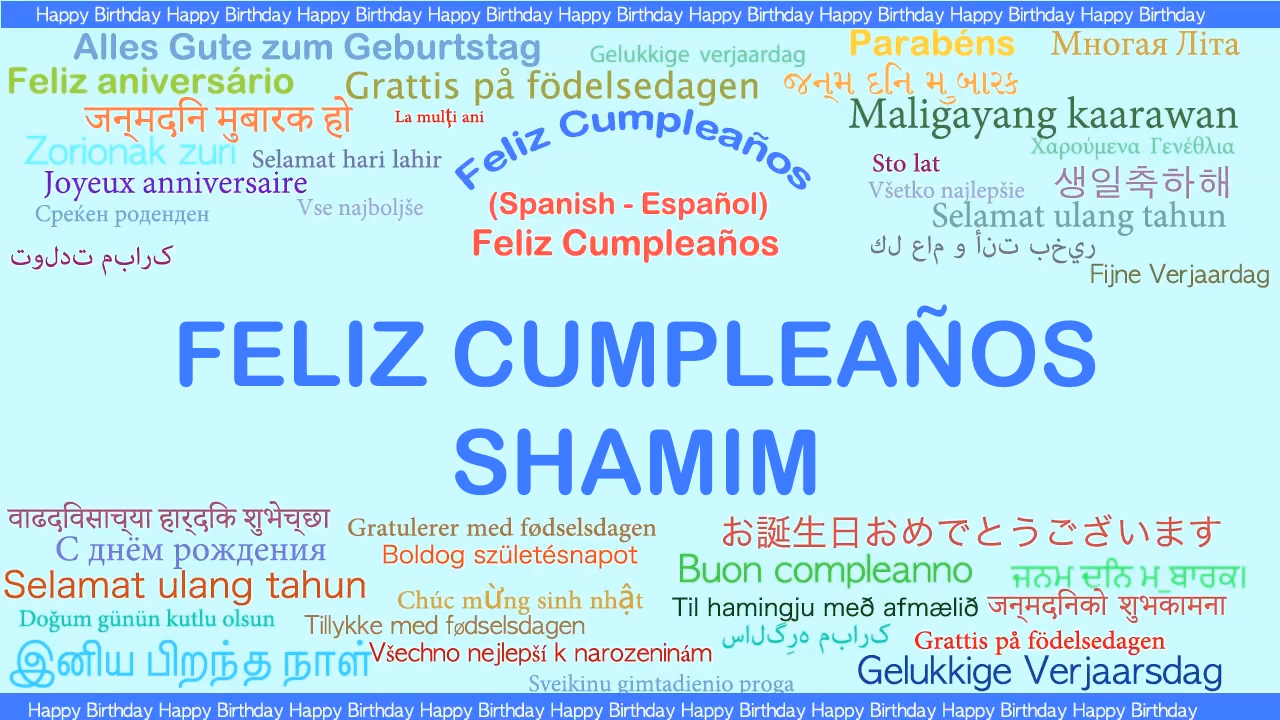 Happy Birthday Happy Birthday Happy Birthday Happy Birthday Happy Birthday Happy Birthday Happy Birthday Happy Birthday Happy Birthday
Alles Gute zum Geburtstag
Gelukkige verjaardag
Parabéns
Многая Літа
Feliz aniversário
Grattis på födelsedagen
જન્મ દિન મુબારક
जन्मदिन मुबारक हो
La mulţi ani
Feliz Cumpleaños
Maligayang kaarawan
Zorionak zuri
Selamat hari lahir
Χαρούμενα Γενέθλια
Sto lat
Joyeux anniversaire
(Spanish - Español)
Všetko najlepšie
생일축하해
Среќен роденден
Vse najboljše
Selamat ulang tahun
Feliz Cumpleaños
تولدت مبارک
كل عام و أنت بخير
Fijne Verjaardag
FELIZ CUMPLEAÑOS
SHAMIM
वाढदिवसाच्या हार्दिक शुभेच्छा
Gratulerer med fødselsdagen
お誕生日おめでとうございます
С днём рождения
Boldog születésnapot
Buon compleanno
ਜਨਮ ਦਿਨ ਮੁਬਾਰਕ।
Selamat ulang tahun
Chúc mừng sinh nhật
Til hamingju með afmælið
जन्मदिनको शुभकामना
Doğum günün kutlu olsun
Tillykke med fødselsdagen
سالگرہ مبارک
Grattis på födelsedagen
இனிய பிறந்த நாள்
Všechno nejlepší k narozeninám
Gelukkige Verjaarsdag
Sveikinu gimtadienio proga
Happy Birthday Happy Birthday Happy Birthday Happy Birthday Happy Birthday Happy Birthday Happy Birthday Happy Birthday Happy Birthday